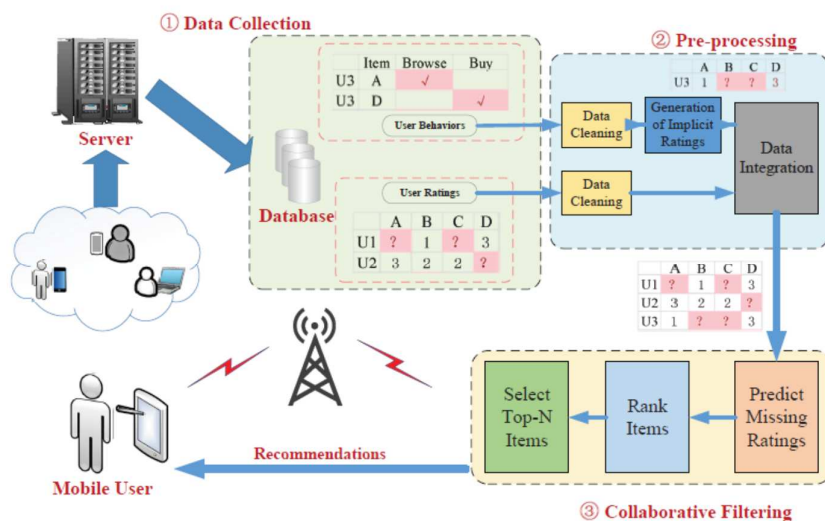 ① Data Collection
Server
Database
Item Browse Buy
U3 A √
U3 D √
User Behaviors
User Ratings
A B C D
U1 ? 1 ? 3
U2 3 2 2 ?
② Pre-processing
A B C D
U3 1 ? ? 3
Data
Cleaning
Generation
of Implicit
Ratings
Data
Integration
Data
Cleaning
A B C D
U1 ? 1 ? 3
U2 3 2 2 ?
U3 1 ? ? 3
Predict
Missing
Ratings
Rank
Items
Select
Top-N
Items
③ Collaborative Filtering
Recommendations
Mobile User